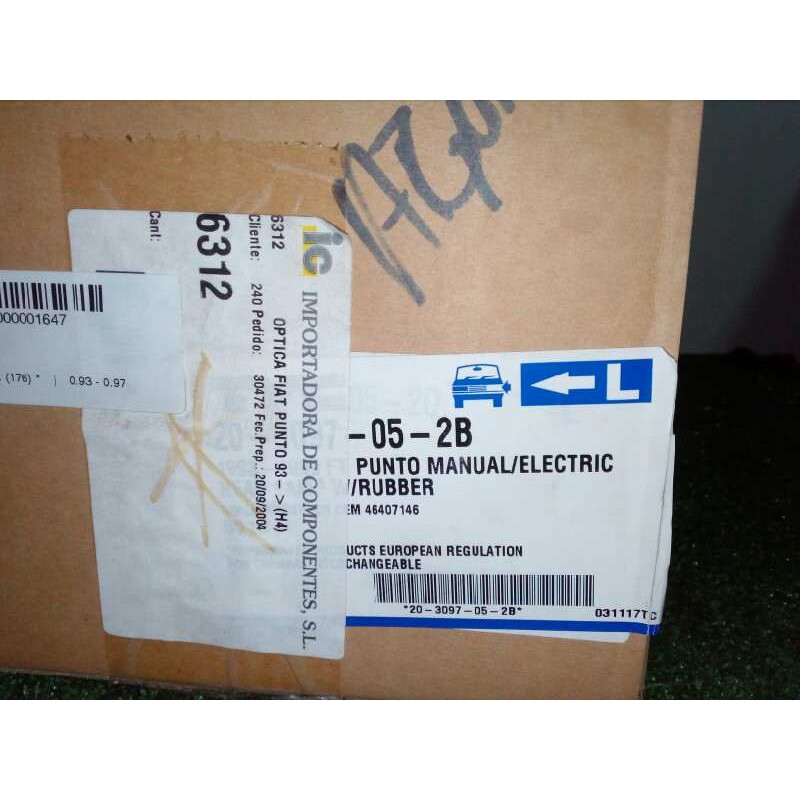 ic IMPORTADORA DE COMPONENTES, S.L.
6312 OPTICA FIAT PUNTO 93-> (H4)
Cliente: 240 Pedido: 30472 Fec.Prep.: 20/09/2004
6312
Cant:
000001647
(176) * | 0.93 - 0.97
L
-05-2B
PUNTO MANUAL/ELECTRIC
/RUBBER
EM 46407146
UCTS EUROPEAN REGULATION
CHANGEABLE
*20-3097-05-2B*
031117TC